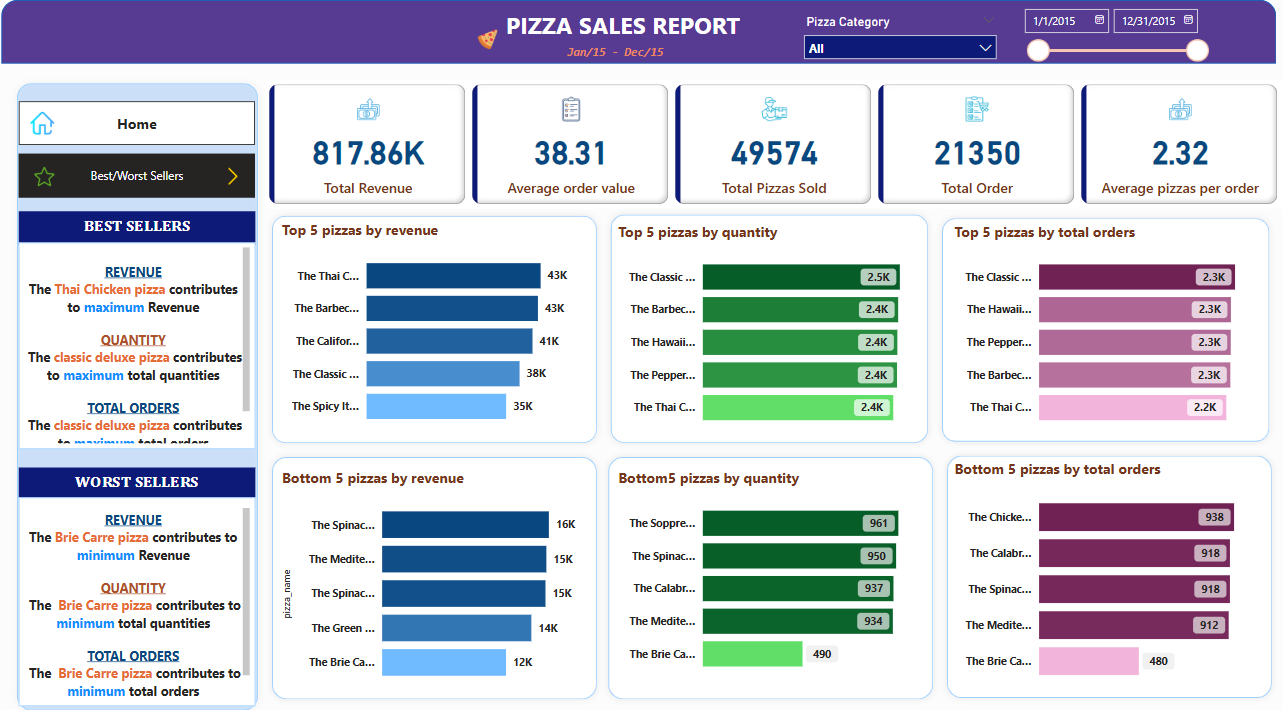 PIZZA SALES REPORT
Jan/15 - Dec/15
Pizza Category
All
1/1/2015
12/31/2015
Home
Best/Worst Sellers
BEST SELLERS
REVENUE
The Thai Chicken pizza contributes
to maximum Revenue
QUANTITY
The classic deluxe pizza contributes
to maximum total quantities
TOTAL ORDERS
The classic deluxe pizza contributes
to maximum total orders
WORST SELLERS
REVENUE
The Brie Carre pizza contributes to
minimum Revenue
QUANTITY
The Brie Carre pizza contributes to
minimum total quantities
TOTAL ORDERS
The Brie Carre pizza contributes to
minimum total orders
817.86K
Total Revenue
38.31
Average order value
49574
Total Pizzas Sold
21350
Total Order
2.32
Average pizzas per order
Top 5 pizzas by revenue
The Thai C... 43K
The Barbec... 43K
The Califor... 41K
The Classic ... 38K
The Spicy It... 35K
Top 5 pizzas by quantity
The Classic ... 2.5K
The Barbec... 2.4K
The Hawaii... 2.4K
The Pepper... 2.4K
The Thai C... 2.4K
Top 5 pizzas by total orders
The Classic ... 2.3K
The Hawaii... 2.3K
The Pepper... 2.3K
The Barbec... 2.3K
The Thai C... 2.2K
Bottom 5 pizzas by revenue
pizza_name
The Spinac... 16K
The Medite... 15K
The Spinac... 15K
The Green ... 14K
The Brie Ca... 12K
Bottom5 pizzas by quantity
The Soppre... 961
The Spinac... 950
The Calabr... 937
The Medite... 934
The Brie Ca... 490
Bottom 5 pizzas by total orders
The Chicke... 938
The Calabr... 918
The Spinac... 918
The Medite... 912
The Brie Ca... 480